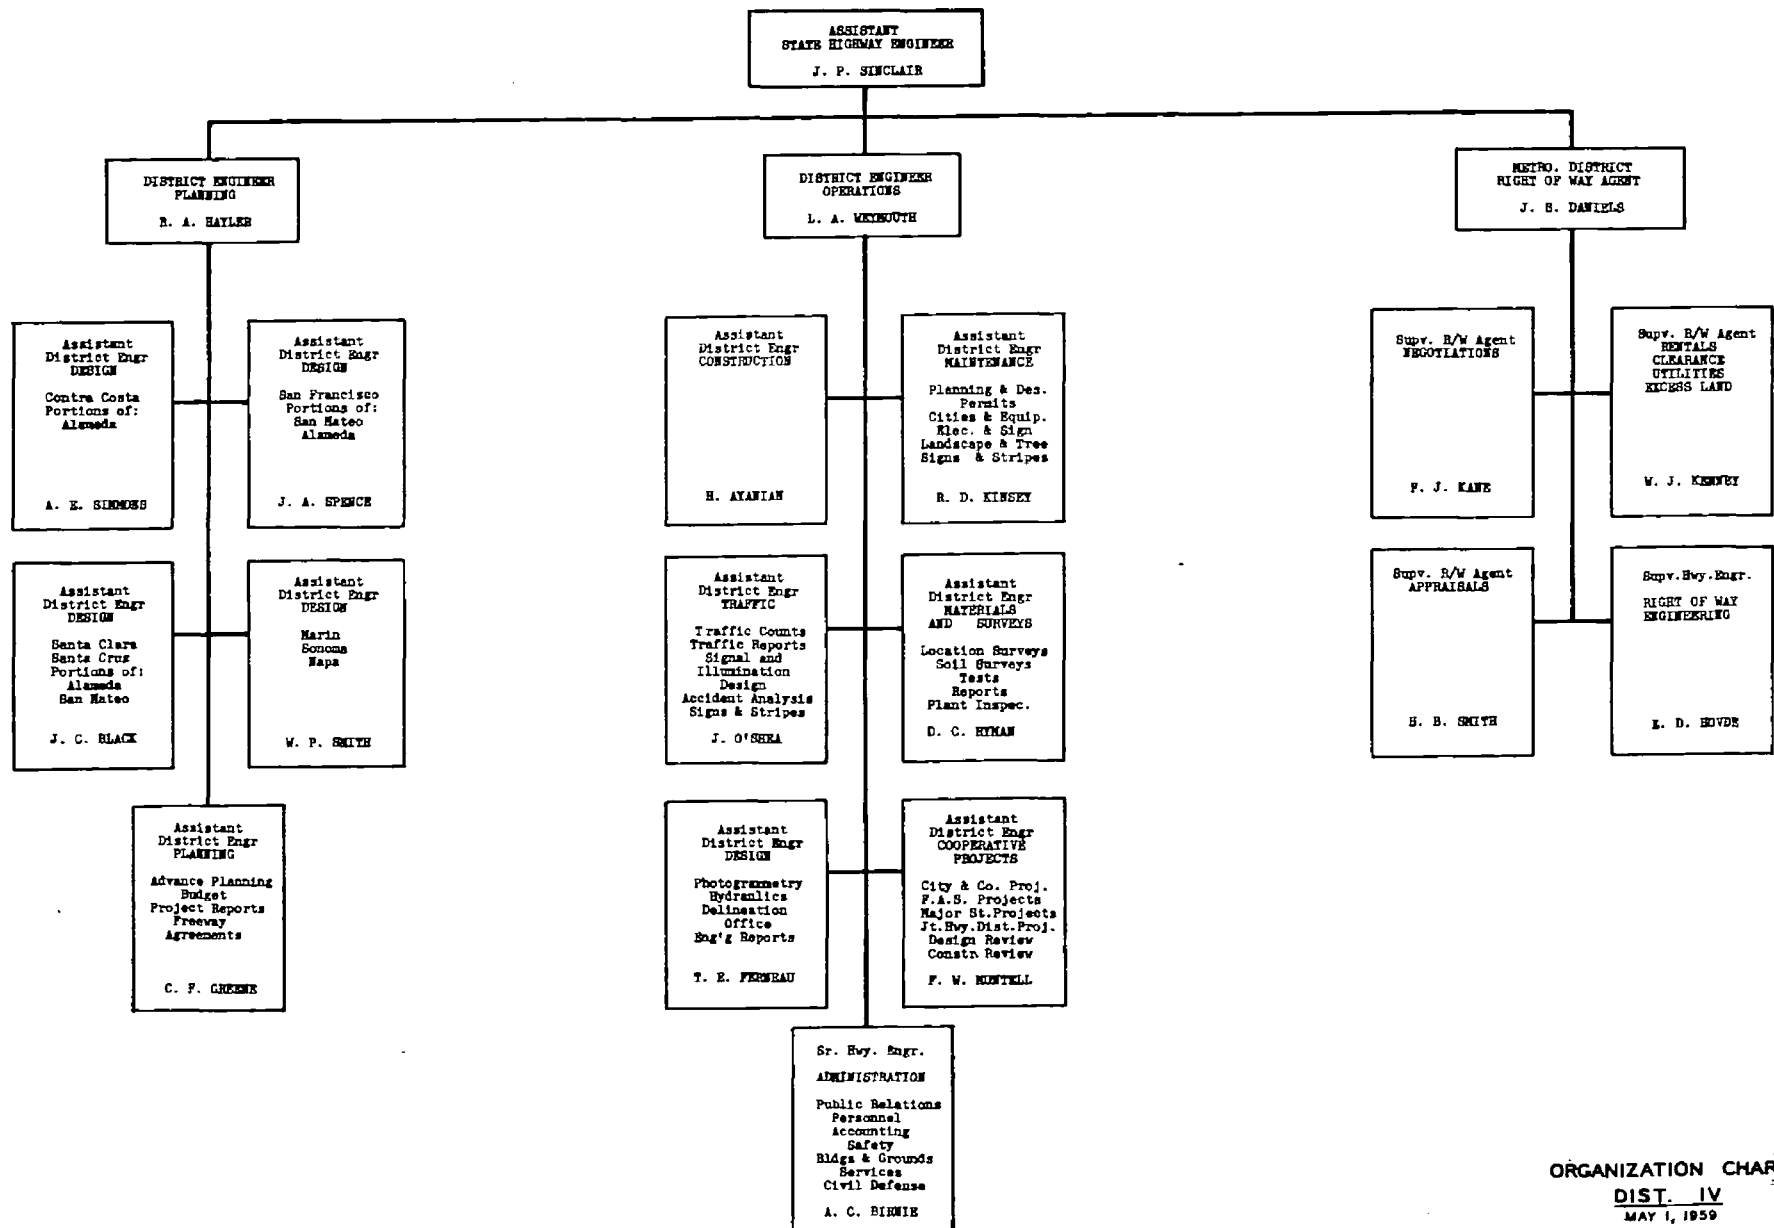 ASSISTANT
STATE HIGHWAY ENGINEER
J. P. SINCLAIR
DISTRICT ENGINEER
PLANNING
R. A. HAYLER
DISTRICT ENGINEER
OPERATIONS
L. A. WEYMOUTH
METRO. DISTRICT
RIGHT OF WAY AGENT
J. S. DANIELS
Assistant
District Engr
DESIGN
Contra Costa
Portions of:
Alameda
A. E. SIMMONS
Assistant
District Engr
DESIGN
San Francisco
Portions of:
San Mateo
Alameda
J. A. SPENCE
Assistant
District Engr
CONSTRUCTION
H. AYANIAN
Assistant
District Engr
MAINTENANCE
Planning & Des.
Permits
Cities & Equip.
Elec. & Sign
Landscape & Tree
Signs & Stripes
R. D. KINSEY
Supv. R/W Agent
NEGOTIATIONS
F. J. KANE
Supv. R/W Agent
RENTALS
CLEARANCE
UTILITIES
EXCESS LAND
W. J. KENNEY
Assistant
District Engr
DESIGN
Santa Clara
Santa Cruz
Portions of:
Alameda
San Mateo
J. C. BLACK
Assistant
District Engr
DESIGN
Marin
Sonoma
Napa
W. P. SMITH
Assistant
District Engr
TRAFFIC
Traffic Counts
Traffic Reports
Signal and
Illumination
Design
Accident Analysis
Signs & Stripes
J. O'SHEA
Assistant
District Engr
MATERIALS
AND SURVEYS
Location Surveys
Soil Surveys
Tests
Reports
Plant Inspec.
D. C. HYMAN
Supv. R/W Agent
APPRAISALS
H. B. SMITH
Supv.Hwy.Engr.
RIGHT OF WAY
ENGINEERING
E. D. HOVDE
Assistant
District Engr
PLANNING
Advance Planning
Budget
Project Reports
Freeway
Agreements
C. F. GREENE
Assistant
District Engr
DESIGN
Photogrammetry
Hydraulics
Delineation
Office
Eng'g Reports
T. E. FERNEAU
Assistant
District Engr
COOPERATIVE
PROJECTS
City & Co. Proj.
F.A.S. Projects
Major St.Projects
Jt.Hwy.Dist.Proj.
Design Review
Constn Review
F. W. MONTELL
Sr. Hwy. Engr.
ADMINISTRATION
Public Relations
Personnel
Accounting
Safety
Bldgs & Grounds
Services
Civil Defense
A. C. BIRNIE
ORGANIZATION CHAR
DIST. IV
MAY 1, 1959